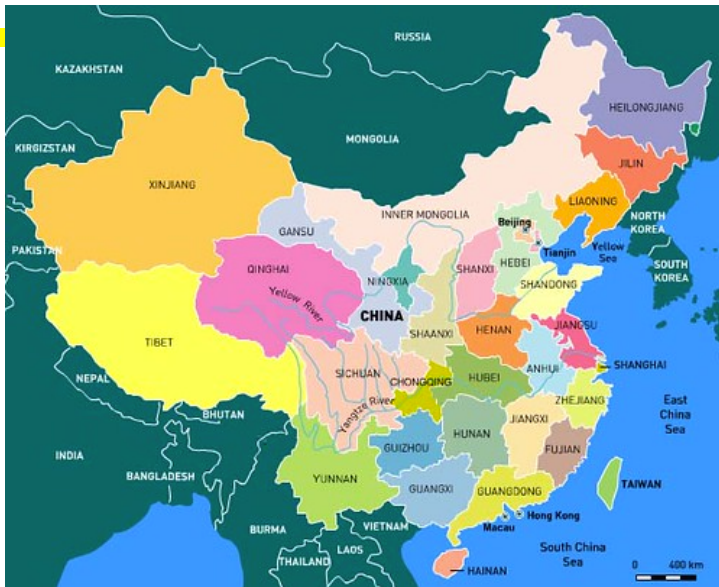 RUSSIA
KAZAKHSTAN
HEILONGJIANG
MONGOLIA
KIRGIZSTAN
JILIN
XINJIANG
LIAONING
INNER MONGOLIA
NORTH
KOREA
Beijing
GANSU
Tianjin
Yellow
Sea
PAKISTAN
HEBEI
SHANXI
SOUTH
KOREA
QINGHAI
NINGXIA
SHANDONG
Yellow River
CHINA
JIANGSU
HENAN
SHAANXI
TIBET
SHANGHAI
ANHUI
SICHUAN
HUBEI
NEPAL
CHONGQING
ZHEJIANG
East
China
Sea
Yangtze River
BHUTAN
JIANGXI
HUNAN
GUIZHOU
FUJIAN
INDIA
BANGLADESH
YUNNAN
TAIWAN
GUANGXI
GUANGDONG
Hong Kong
Macau
VIETNAM
BURMA
LAOS
South China
Sea
THAILAND
HAINAN
0 400 km